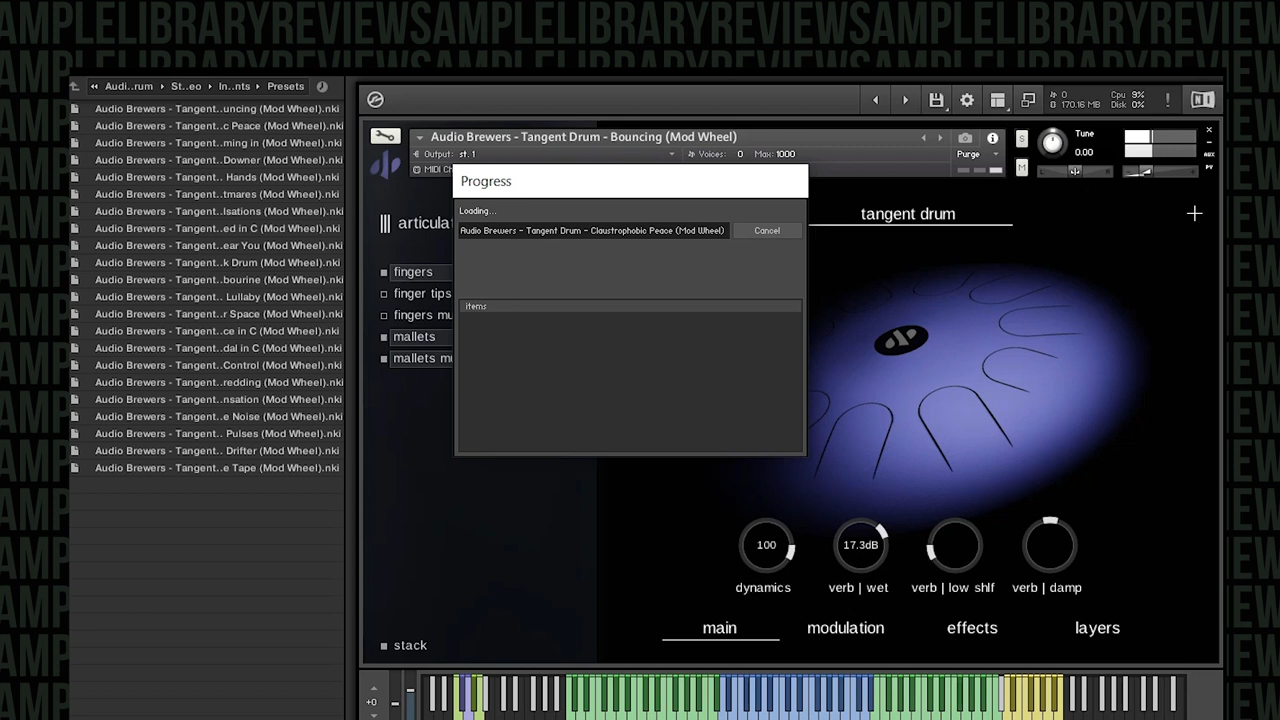 SAMPLELIBRARYREVIEWS
Audi..rum St..eo In..nts Presets
Audio Brewers - Tangent..uncing (Mod Wheel).nki
Audio Brewers - Tangent..c Peace (Mod Wheel).nki
Audio Brewers - Tangent..ming in (Mod Wheel).nki
Audio Brewers - Tangent..Downer (Mod Wheel).nki
Audio Brewers - Tangent.. Hands (Mod Wheel).nki
Audio Brewers - Tangent..tmares (Mod Wheel).nki
Audio Brewers - Tangent..lsations (Mod Wheel).nki
Audio Brewers - Tangent..ed in C (Mod Wheel).nki
Audio Brewers - Tangent..ear You (Mod Wheel).nki
Audio Brewers - Tangent..k Drum (Mod Wheel).nki
Audio Brewers - Tangent..bourine (Mod Wheel).nki
Audio Brewers - Tangent.. Lullaby (Mod Wheel).nki
Audio Brewers - Tangent..r Space (Mod Wheel).nki
Audio Brewers - Tangent..ce in C (Mod Wheel).nki
Audio Brewers - Tangent..dal in C (Mod Wheel).nki
Audio Brewers - Tangent..Control (Mod Wheel).nki
Audio Brewers - Tangent..redding (Mod Wheel).nki
Audio Brewers - Tangent..nsation (Mod Wheel).nki
Audio Brewers - Tangent..e Noise (Mod Wheel).nki
Audio Brewers - Tangent.. Pulses (Mod Wheel).nki
Audio Brewers - Tangent.. Drifter (Mod Wheel).nki
Audio Brewers - Tangent..e Tape (Mod Wheel).nki
0 Cpu 9%
170.16 MB Disk 0%
!
Audio Brewers - Tangent Drum - Bouncing (Mod Wheel)
Output: st. 1 Voices: 0 Max: 1000
Purge
MIDI Ch
S
M
Tune
0.00
AUX
PV
Progress
Loading...
Audio Brewers - Tangent Drum - Claustrophobic Peace (Mod Wheel)
Cancel
items
articulat
fingers
finger tips
fingers mu
mallets
mallets mu
stack
tangent drum
100 17.3dB
dynamics verb | wet verb | low shlf verb | damp
main modulation effects layers
+0